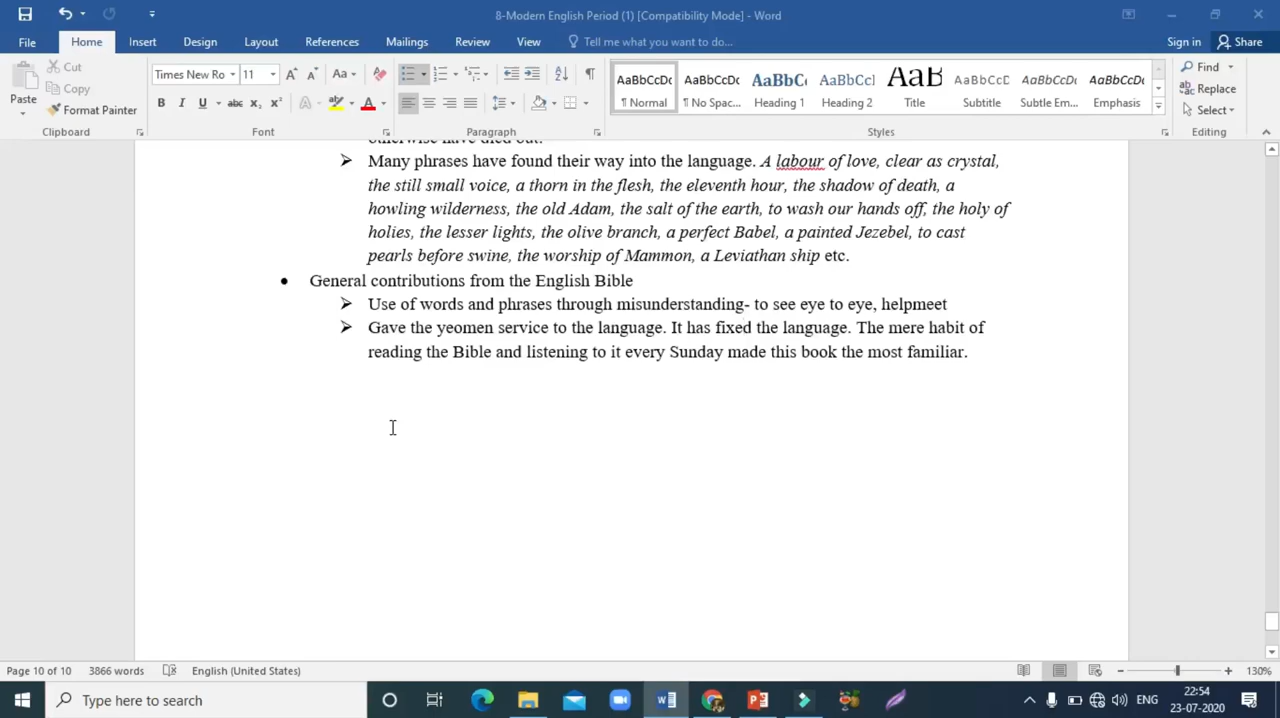 8-Modern English Period (1) [Compatibility Mode] - Word
File Home Insert Design Layout References Mailings Review View Tell me what you want to do... Sign in Share
Paste
Cut
Copy
Format Painter
Clipboard
Times New Ro 11
Font
Paragraph
AaBbCcDc ¶ Normal
AaBbCcDc ¶ No Spac...
AaBbC Heading 1
AaBbCcI Heading 2
AaB Title
AaBbCcD Subtitle
AaBbCcDt Subtle Em...
AaBbCcDt Emphasis
Styles
Find
Replace
Select
Editing
otherwise have died out.
➢ Many phrases have found their way into the language. A labour of love, clear as crystal,
the still small voice, a thorn in the flesh, the eleventh hour, the shadow of death, a
howling wilderness, the old Adam, the salt of the earth, to wash our hands off, the holy of
holies, the lesser lights, the olive branch, a perfect Babel, a painted Jezebel, to cast
pearls before swine, the worship of Mammon, a Leviathan ship etc.
• General contributions from the English Bible
➢ Use of words and phrases through misunderstanding- to see eye to eye, helpmeet
➢ Gave the yeomen service to the language. It has fixed the language. The mere habit of
reading the Bible and listening to it every Sunday made this book the most familiar.
Page 10 of 10 3866 words English (United States) 130%
Type here to search
ENG
22:54
23-07-2020